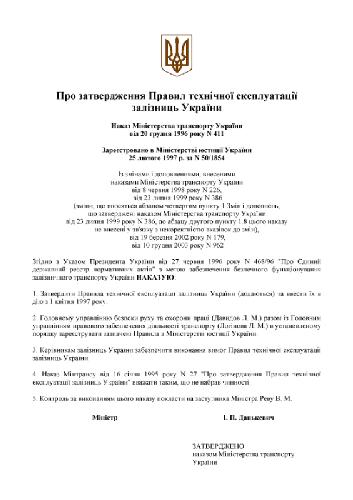 Про затвердження Правил технічної експлуатації
залізниць України
Наказ Міністерства транспорту України
від 20 грудня 1996 року N 411
Зареєстровано в Міністерстві юстиції України
25 лютого 1997 р. за N 50/1854
Із змінами і доповненнями, внесеними
наказами Міністерства транспорту України
від 8 червня 1998 року N 226,
від 23 липня 1999 року N 386
(зміни, що стосуються абзацом четвертим пункту 1 Змін і доповнень,
що затверджені наказом Міністерства транспорту України
від 23 липня 1999 року N 386, до абзацу другого пункту 1.8 цього наказу
не внесені у зв'язку з некоректністю вказівок до змін),
від 19 березня 2002 року N 179,
від 10 грудня 2003 року N 962
Згідно з Указом Президента України від 27 червня 1996 року N 468/96 "Про Єдиний
державний реєстр нормативних актів" з метою забезпечення безпечного функціонування
залізничного транспорту України НАКАЗУЮ:
1. Затвердити Правила технічної експлуатації залізниць України (додаються) та ввести їх в
дію з 1 квітня 1997 року.
2. Головному управлінню безпеки руху та охорони праці (Давидов Л. М.) разом із Головним
управлінням правового забезпечення діяльності транспорту (Логінова Л. М.) в установленому
порядку зареєструвати зазначені Правила в Міністерстві юстиції України
3. Керівникам залізниць України забезпечити виконання вимог Правил технічної експлуатації
залізниць України
4. Наказ Мінтрансу від 16 січня 1995 року N 27 "Про затвердження Правил технічної
експлуатації залізниць України" вважати таким, що не набрав чинності
5. Контроль за виконанням цього наказу покласти на заступника Міністра Реву В. М.
Міністр І. П. Данькевич
ЗАТВЕРДЖЕНО
наказом Міністерства транспорту
України